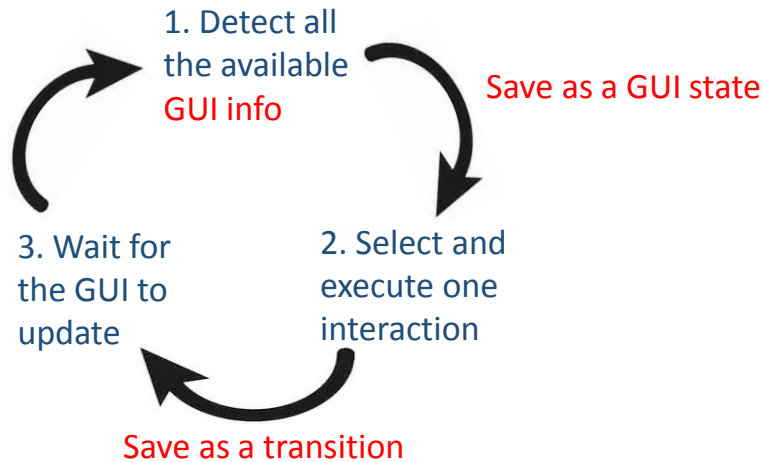 1. Detect all
the available
GUI info
Save as a GUI state
2. Select and
execute one
interaction
3. Wait for
the GUI to
update
Save as a transition